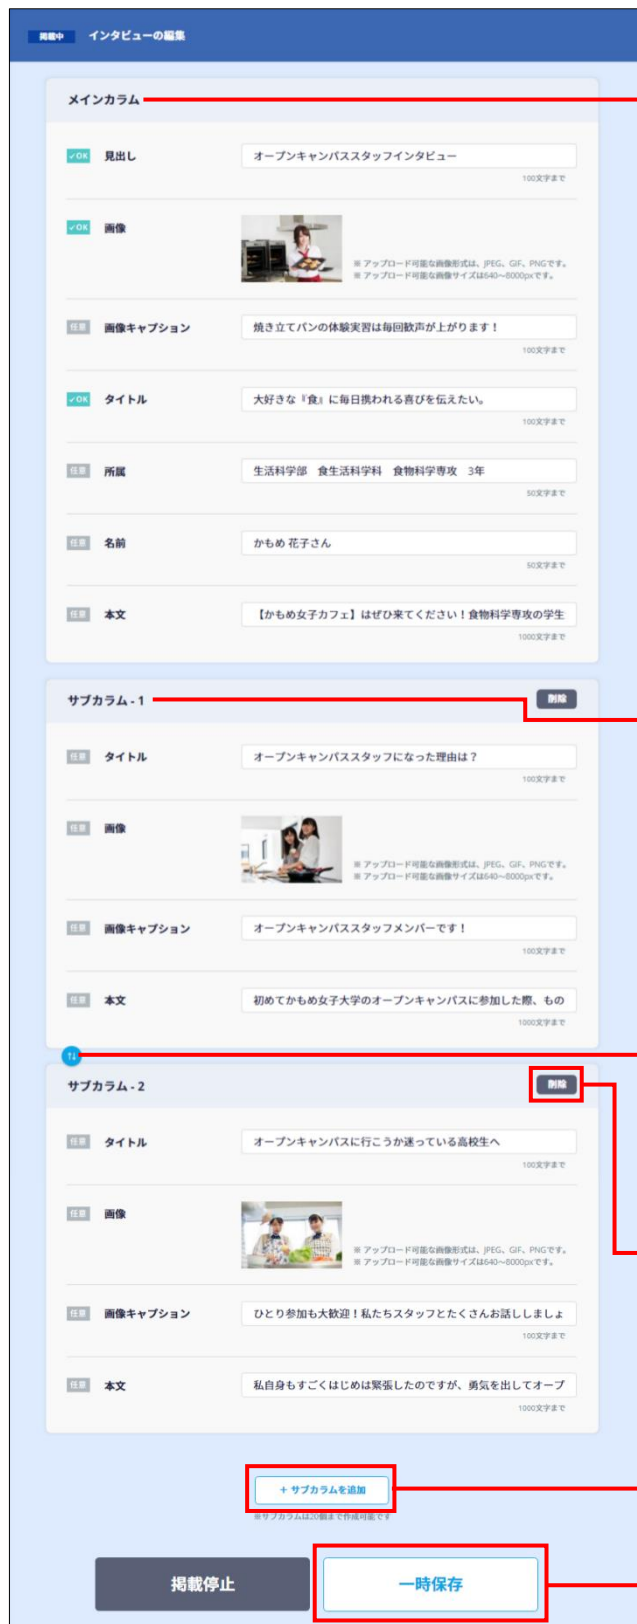 掲載中 インタビューの編集
メインカラム
✓OK 見出し オープンキャンパススタッフインタビュー
100文字まで
✓OK 画像
※ アップロード可能な画像形式は、JPEG、GIF、PNGです。
※ アップロード可能な画像サイズは640〜8000pxです。
任意 画像キャプション 焼き立てパンの体験実習は毎回歓声が上がります！
100文字まで
✓OK タイトル 大好きな『食』に毎日携われる喜びを伝えたい。
100文字まで
任意 所属 生活科学部 食生活科学科 食物科学専攻 3年
50文字まで
任意 名前 かもめ 花子さん
50文字まで
任意 本文 【かもめ女子カフェ】はぜひ来てください！食物科学専攻の学生
1000文字まで
サブカラム - 1 削除
任意 タイトル オープンキャンパススタッフになった理由は？
100文字まで
任意 画像
※ アップロード可能な画像形式は、JPEG、GIF、PNGです。
※ アップロード可能な画像サイズは640〜8000pxです。
任意 画像キャプション オープンキャンパススタッフメンバーです！
100文字まで
任意 本文 初めてかもめ女子大学のオープンキャンパスに参加した際、もの
1000文字まで
サブカラム - 2 削除
任意 タイトル オープンキャンパスに行こうか迷っている高校生へ
100文字まで
任意 画像
※ アップロード可能な画像形式は、JPEG、GIF、PNGです。
※ アップロード可能な画像サイズは640〜8000pxです。
任意 画像キャプション ひとり参加も大歓迎！私たちスタッフとたくさんお話ししましょ
100文字まで
任意 本文 私自身もすごくはじめは緊張したのですが、勇気を出してオープ
1000文字まで
+ サブカラムを追加
※サブカラムは20個まで作成可能です
掲載停止 一時保存